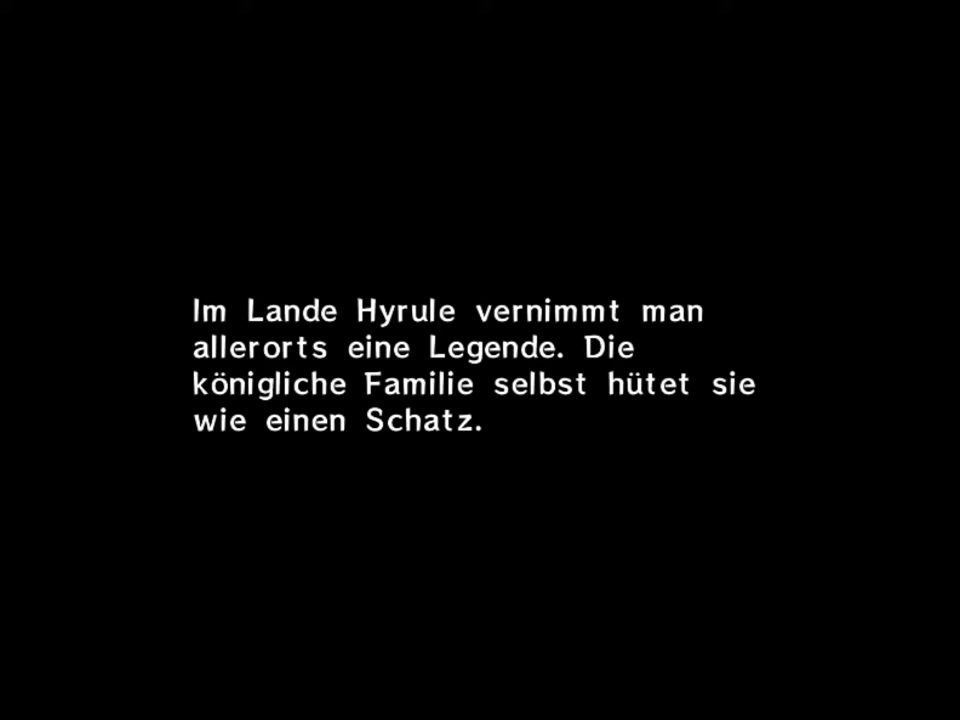 Im Lande Hyrule vernimmt man
allerorts eine Legende. Die
königliche Familie selbst hütet sie
wie einen Schatz.